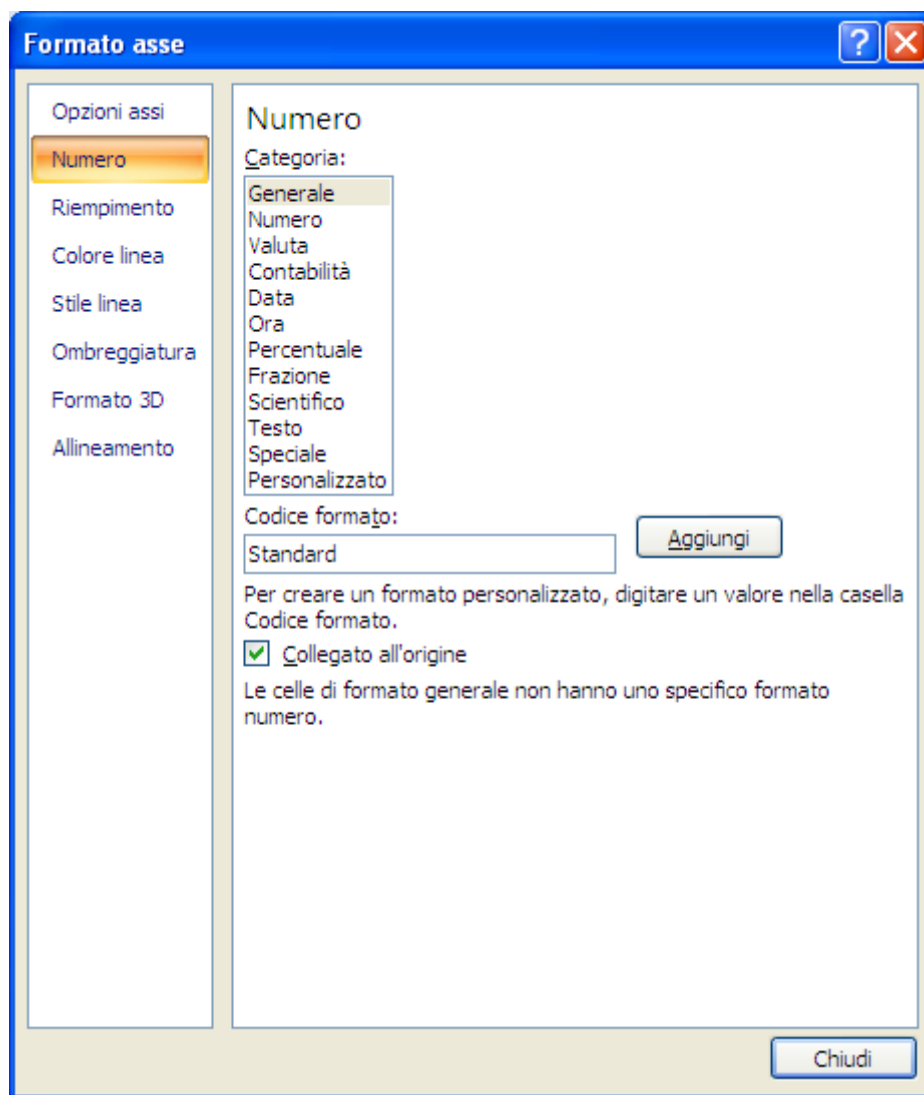 Formato asse
Opzioni assi
Numero
Riempimento
Colore linea
Stile linea
Ombreggiatura
Formato 3D
Allineamento
Numero
Categoria:
Generale
Numero
Valuta
Contabilità
Data
Ora
Percentuale
Frazione
Scientifico
Testo
Speciale
Personalizzato
Codice formato:
Standard
Aggiungi
Per creare un formato personalizzato, digitare un valore nella casella
Codice formato.
Collegato all'origine
Le celle di formato generale non hanno uno specifico formato
numero.
Chiudi